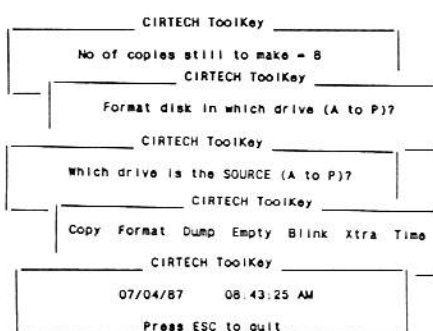 CIRTECH ToolKey
No of copies still to make = 8
CIRTECH ToolKey
Format disk in which drive (A to P)?
CIRTECH ToolKey
Which drive is the SOURCE (A to P)?
CIRTECH ToolKey
Copy Format Dump Empty Blink Xtra Time
CIRTECH ToolKey
07/04/87 08:43:25 AM
Press ESC to quit